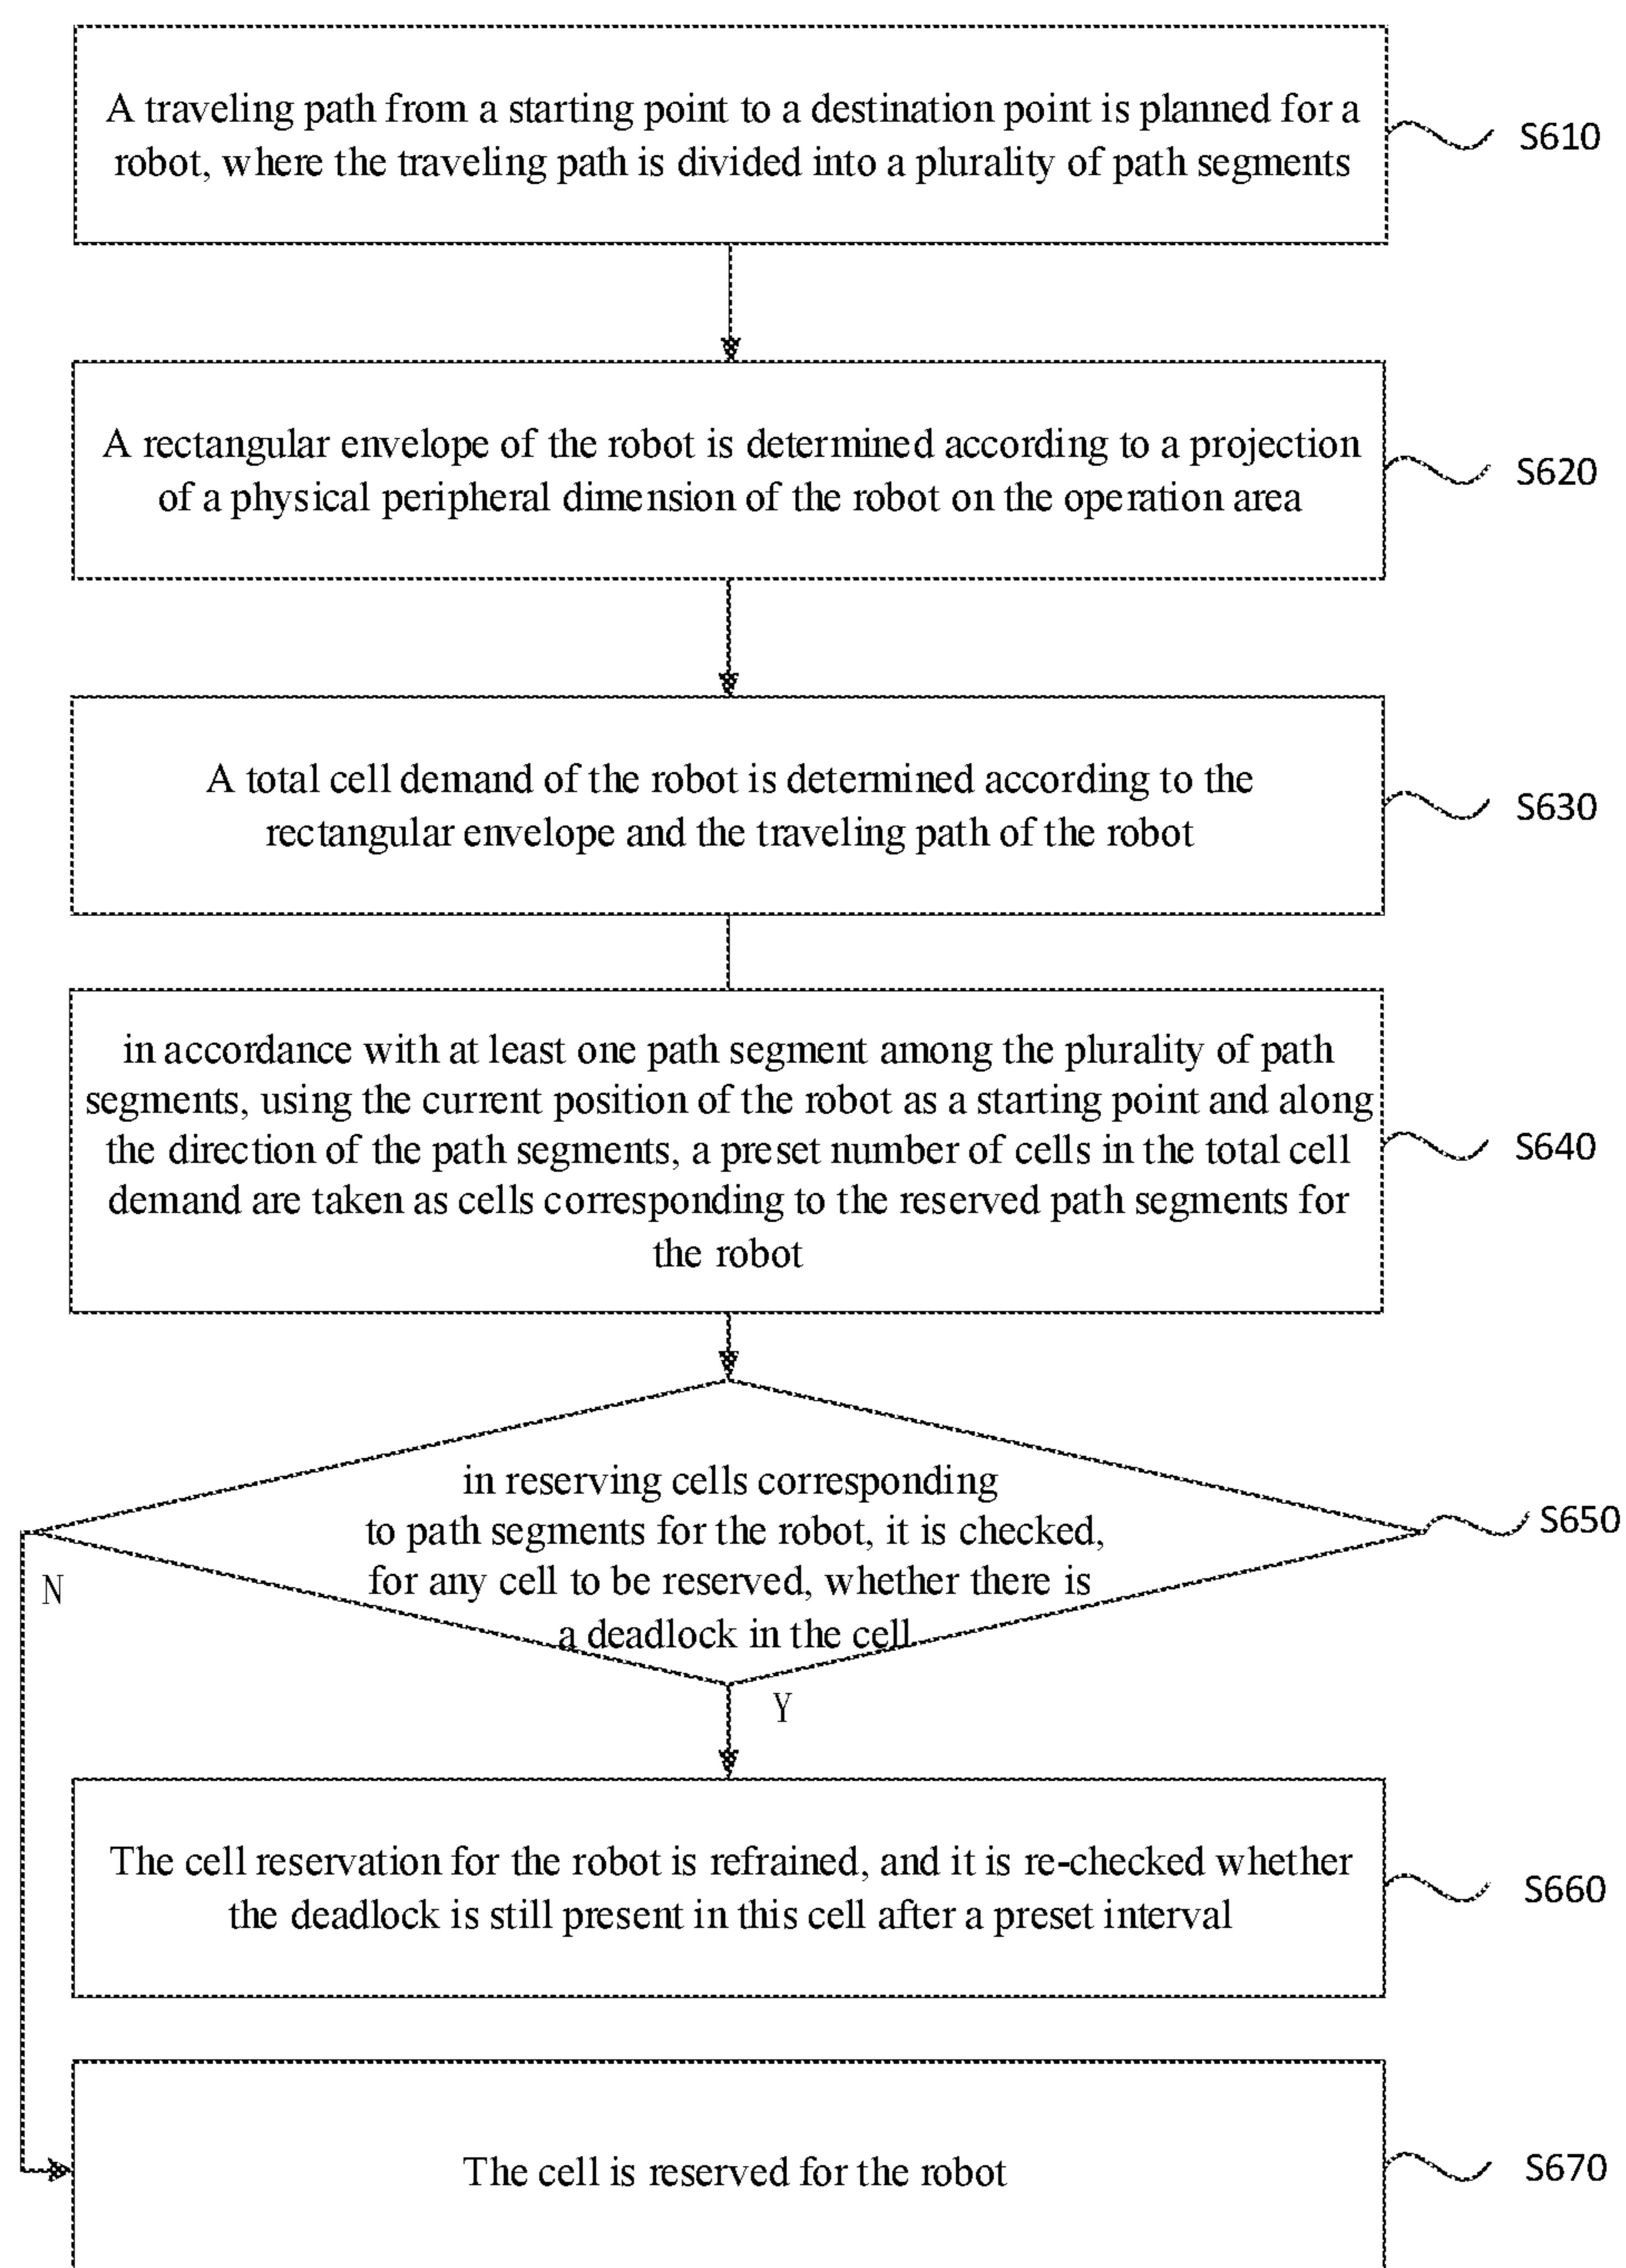 A traveling path from a starting point to a destination point is planned for a
robot, where the traveling path is divided into a plurality of path segments
S610
A rectangular envelope of the robot is determined according to a projection
of a physical peripheral dimension of the robot on the operation area
S620
A total cell demand of the robot is determined according to the
rectangular envelope and the traveling path of the robot
S630
in accordance with at least one path segment among the plurality of path
segments, using the current position of the robot as a starting point and along
the direction of the path segments, a preset number of cells in the total cell
demand are taken as cells corresponding to the reserved path segments for
the robot
S640
in reserving cells corresponding
to path segments for the robot, it is checked,
for any cell to be reserved, whether there is
a deadlock in the cell
S650
N
Y
The cell reservation for the robot is refrained, and it is re-checked whether
the deadlock is still present in this cell after a preset interval
S660
The cell is reserved for the robot
S670